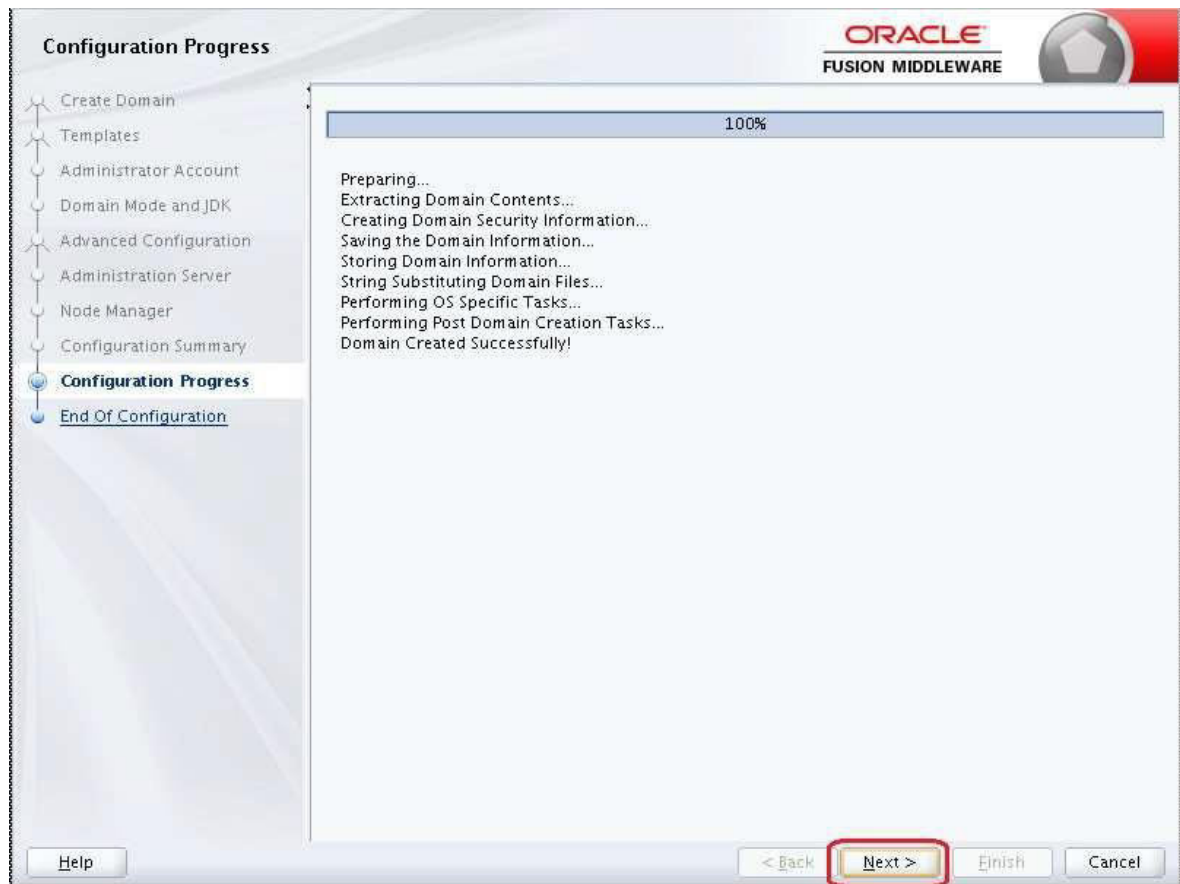 Configuration Progress
ORACLE
FUSION MIDDLEWARE
Create Domain
Templates
Administrator Account
Domain Mode and JDK
Advanced Configuration
Administration Server
Node Manager
Configuration Summary
Configuration Progress
End Of Configuration
100%
Preparing...
Extracting Domain Contents...
Creating Domain Security Information...
Saving the Domain Information...
Storing Domain Information...
String Substituting Domain Files...
Performing OS Specific Tasks...
Performing Post Domain Creation Tasks...
Domain Created Successfully!
Help
< Back
Next >
Finish
Cancel